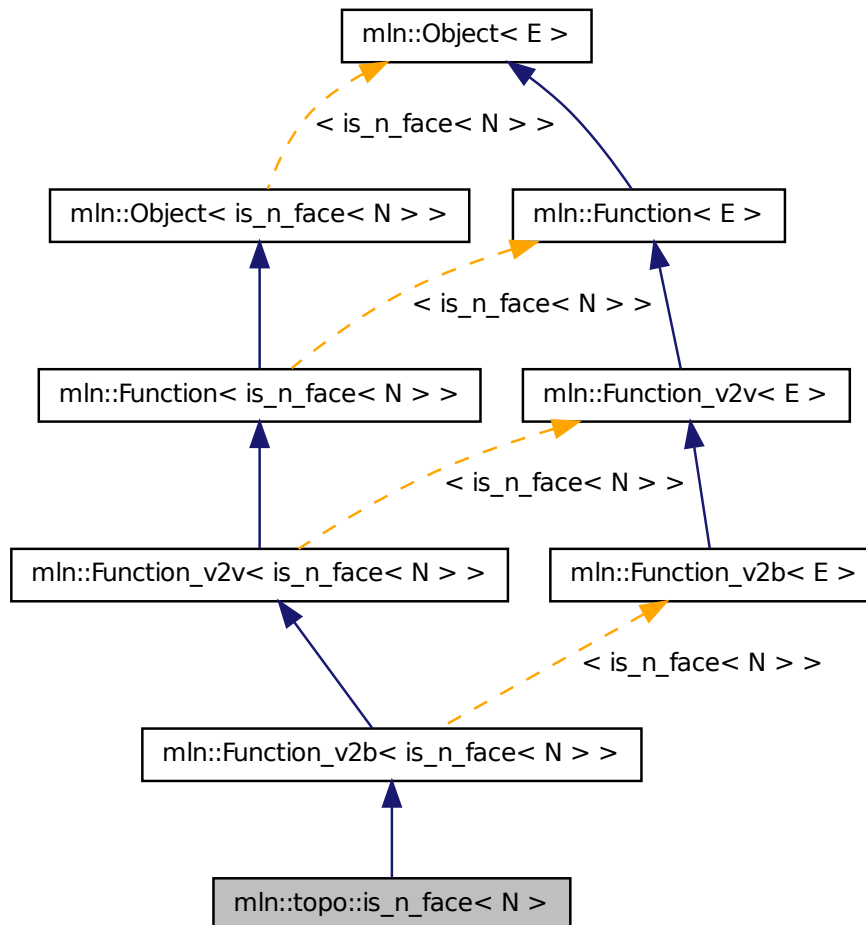 mln::Object< E >
< is_n_face< N > >
mln::Object< is_n_face< N > >
mln::Function< E >
< is_n_face< N > >
mln::Function< is_n_face< N > >
mln::Function_v2v< E >
< is_n_face< N > >
mln::Function_v2v< is_n_face< N > >
mln::Function_v2b< E >
< is_n_face< N > >
mln::Function_v2b< is_n_face< N > >
mln::topo::is_n_face< N >